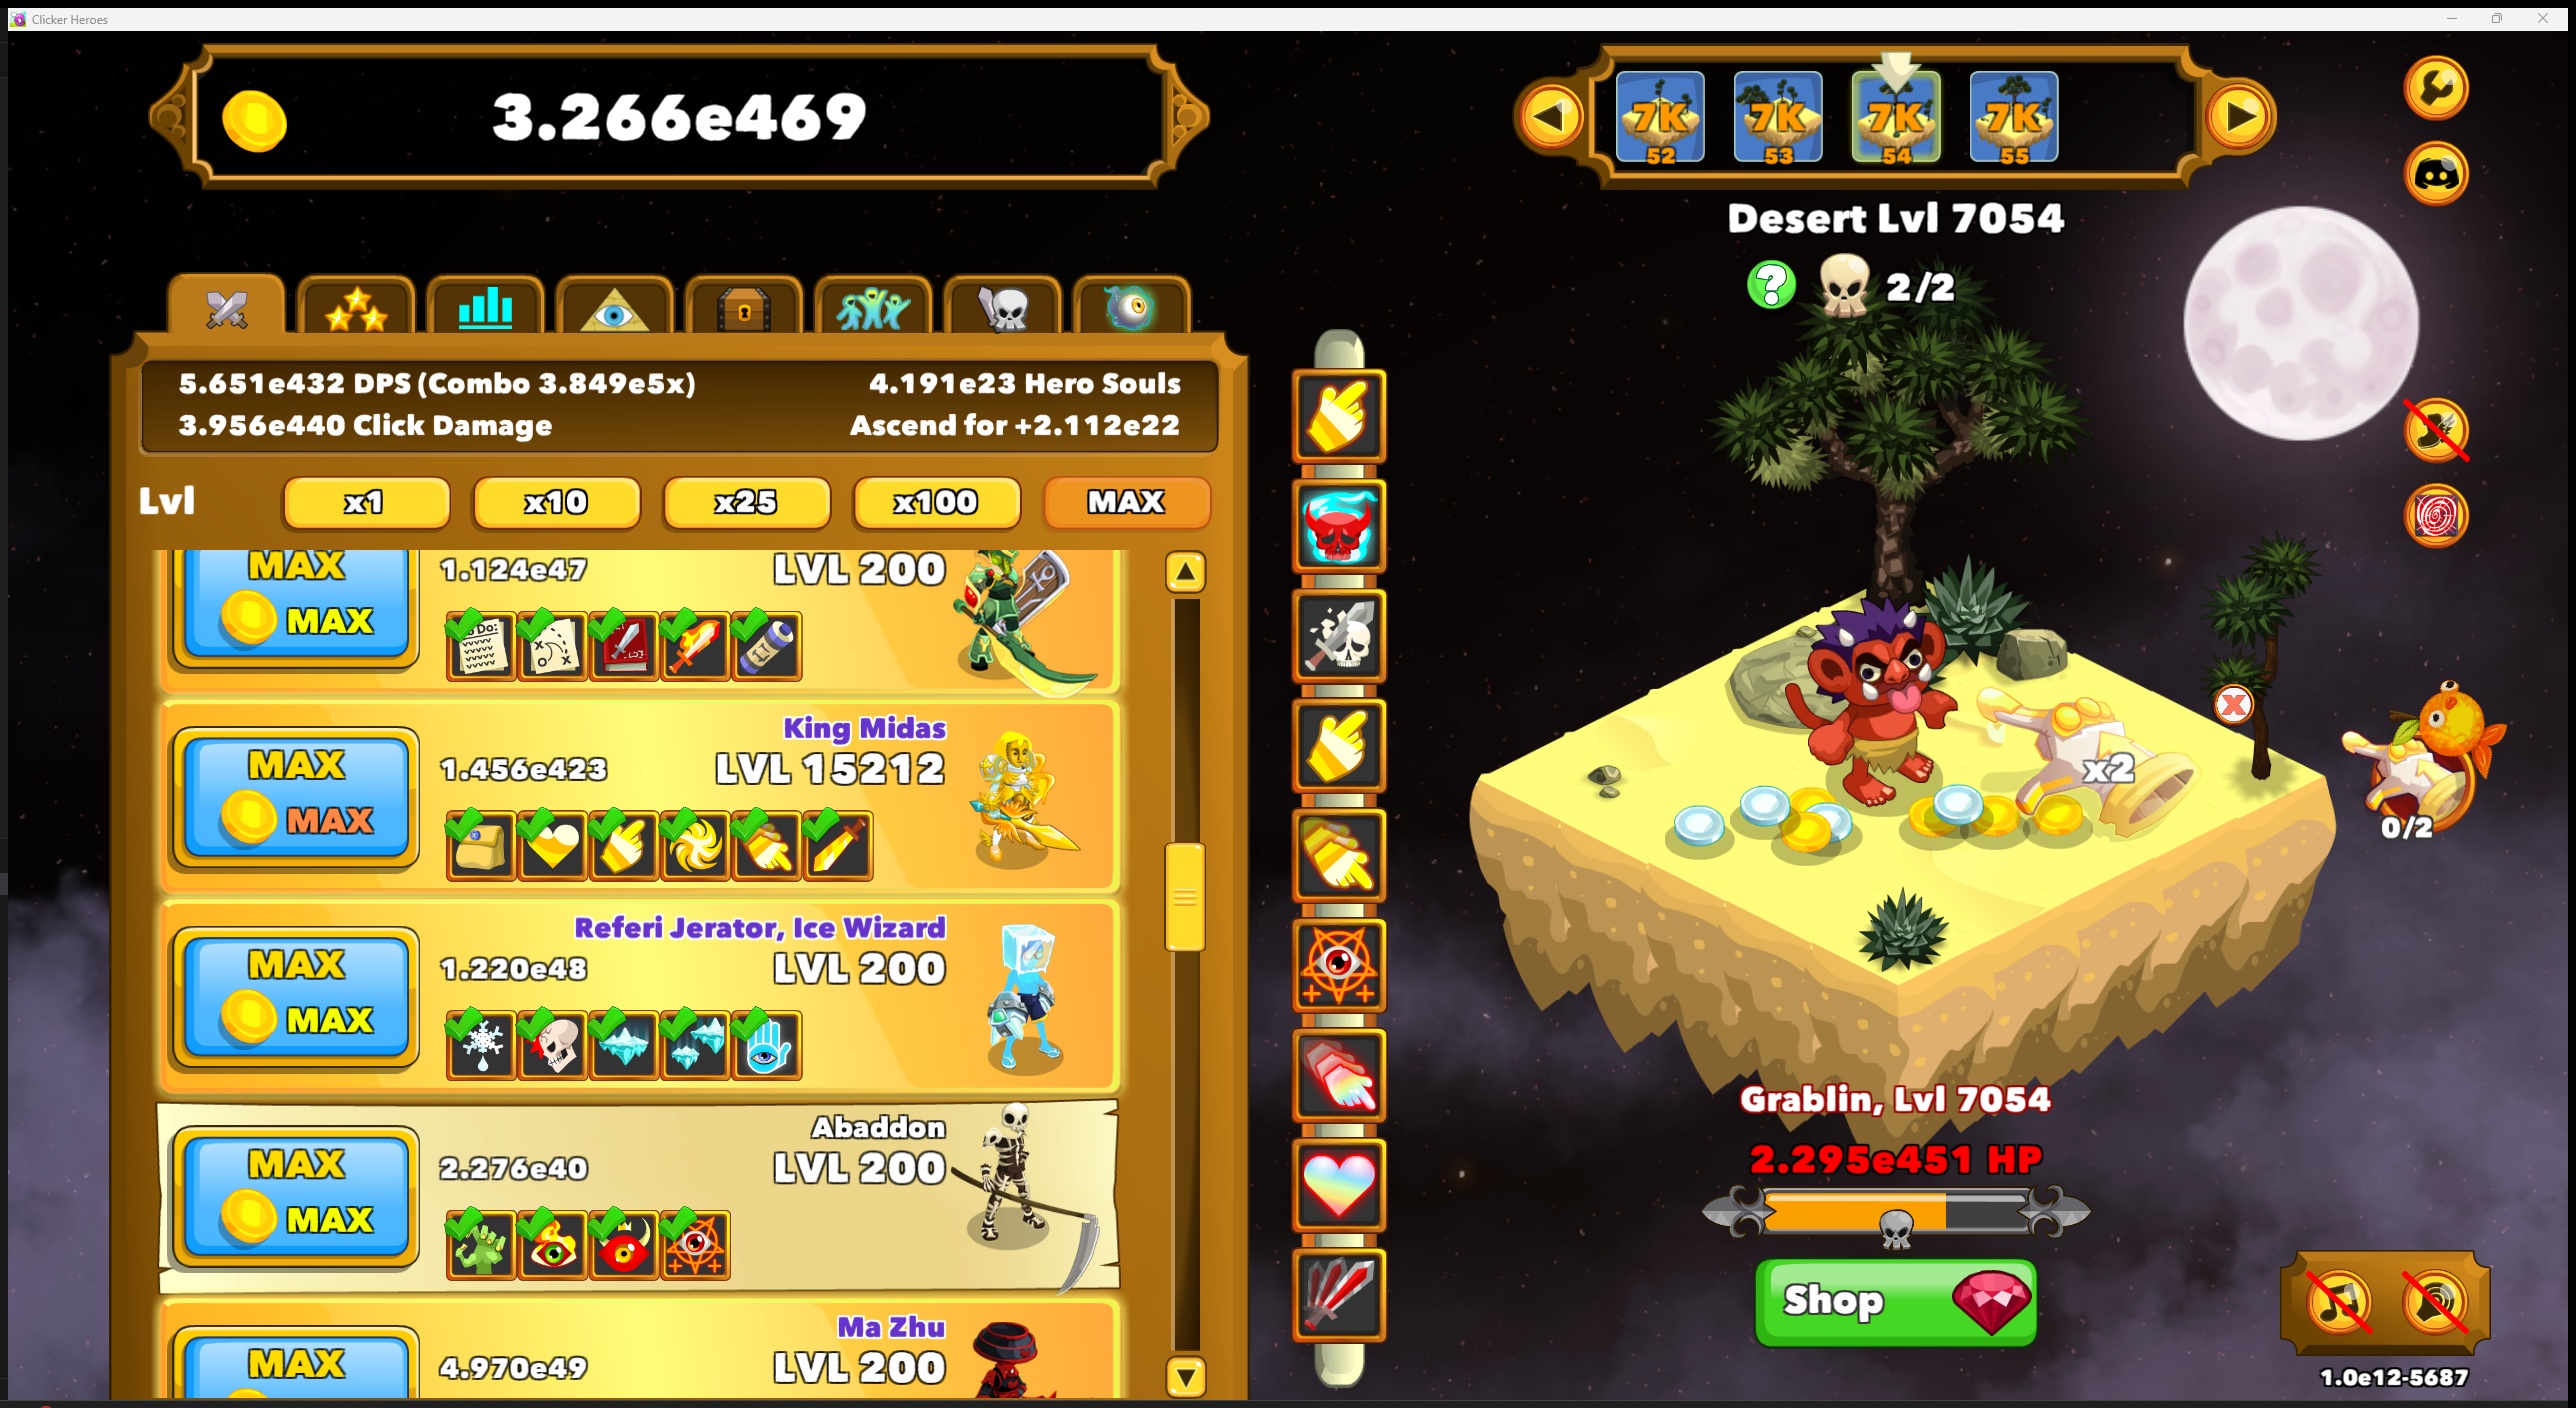 Clicker Heroes
3.266e469
7K 7K 7K 7K
52 53 54 55
Desert Lvl 7054
2/2
5.651e432 DPS (Combo 3.849e5x)
4.191e23 Hero Souls
3.956e440 Click Damage
Ascend for +2.112e22
Lvl x1 x10 x25 x100 MAX
MAX
MAX
1.124e47
LVL 200
Do:
King Midas
MAX
MAX
1.456e423
LVL 15212
Referi Jerator, Ice Wizard
MAX
MAX
1.220e48
LVL 200
Abaddon
MAX
MAX
2.276e40
LVL 200
Ma Zhu
MAX
4.970e49
LVL 200
x2
0/2
Grablin, Lvl 7054
2.295e451 HP
Shop
1.0e12-5687